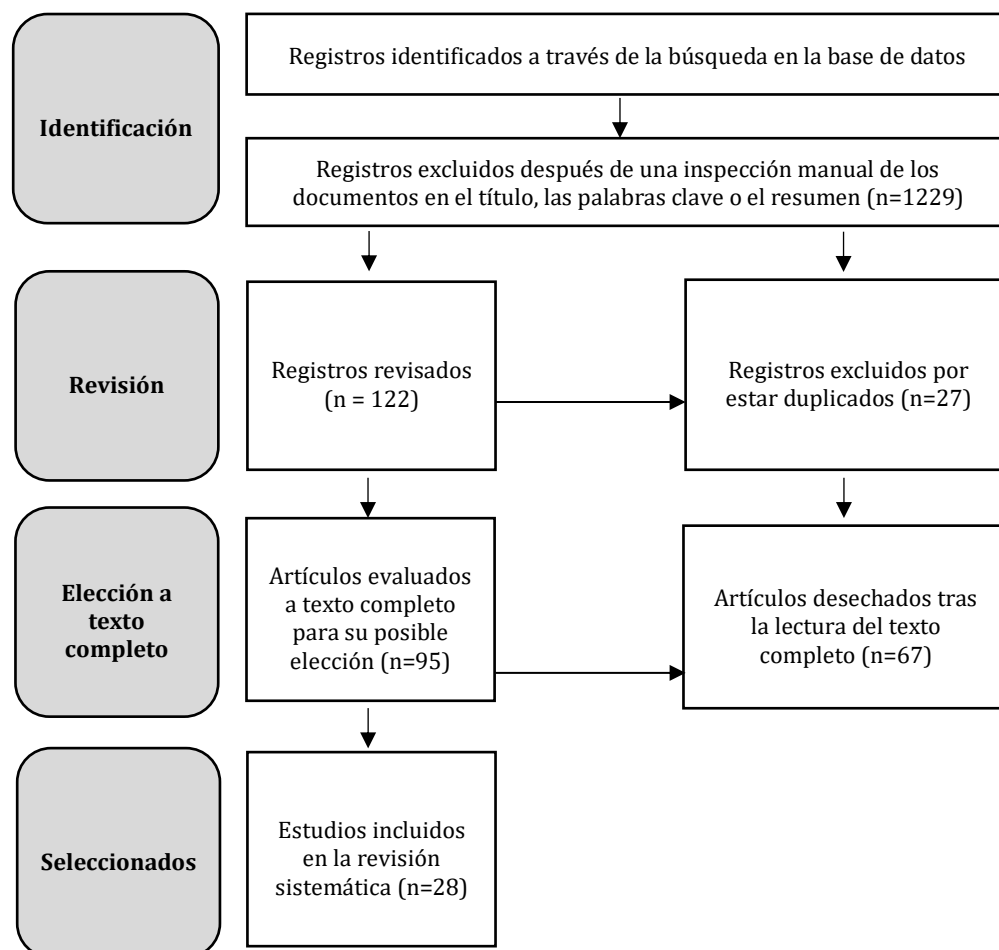 Identificación
Registros identificados a través de la búsqueda en la base de datos
Registros excluidos después de una inspección manual de los
documentos en el título, las palabras clave o el resumen (n=1229)
Revisión
Registros revisados
(n = 122)
Registros excluidos por
estar duplicados (n=27)
Elección a
texto
completo
Artículos evaluados
a texto completo
para su posible
elección (n=95)
Artículos desechados tras
la lectura del texto
completo (n=67)
Seleccionados
Estudios incluidos
en la revisión
sistemática (n=28)